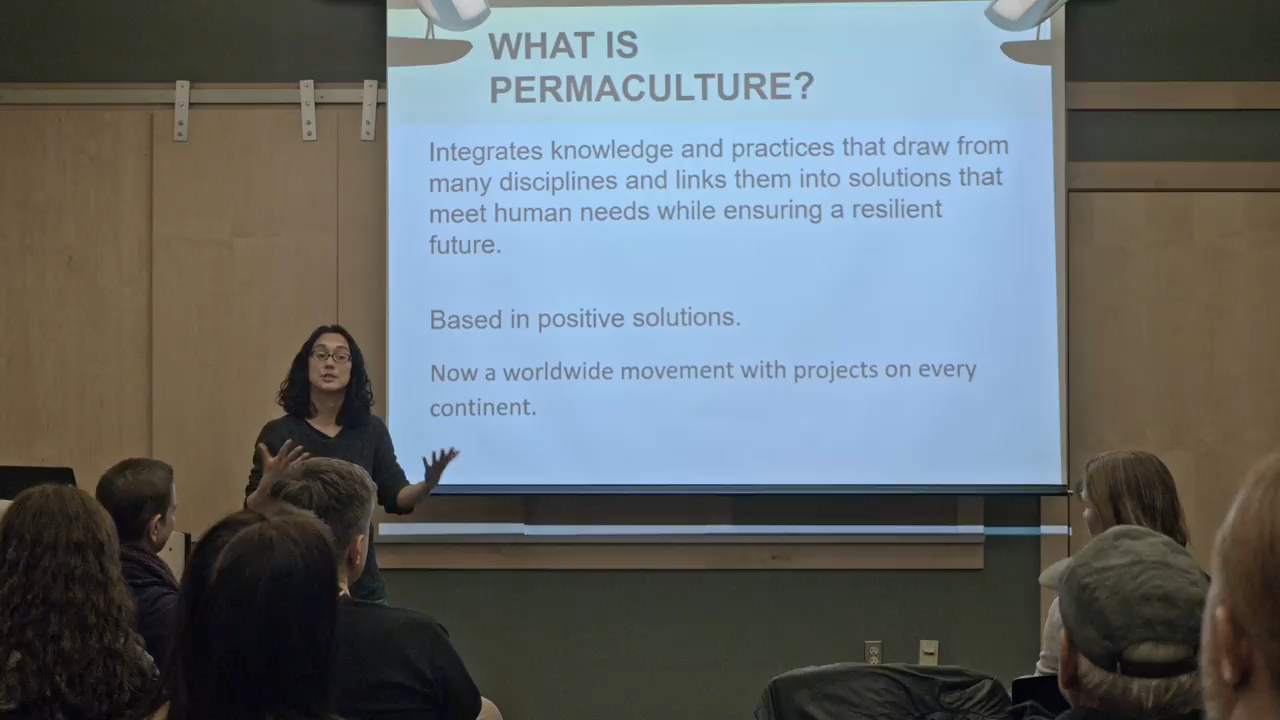 WHAT IS
PERMACULTURE?
Integrates knowledge and practices that draw from
many disciplines and links them into solutions that
meet human needs while ensuring a resilient
future.
Based in positive solutions.
Now a worldwide movement with projects on every
continent.